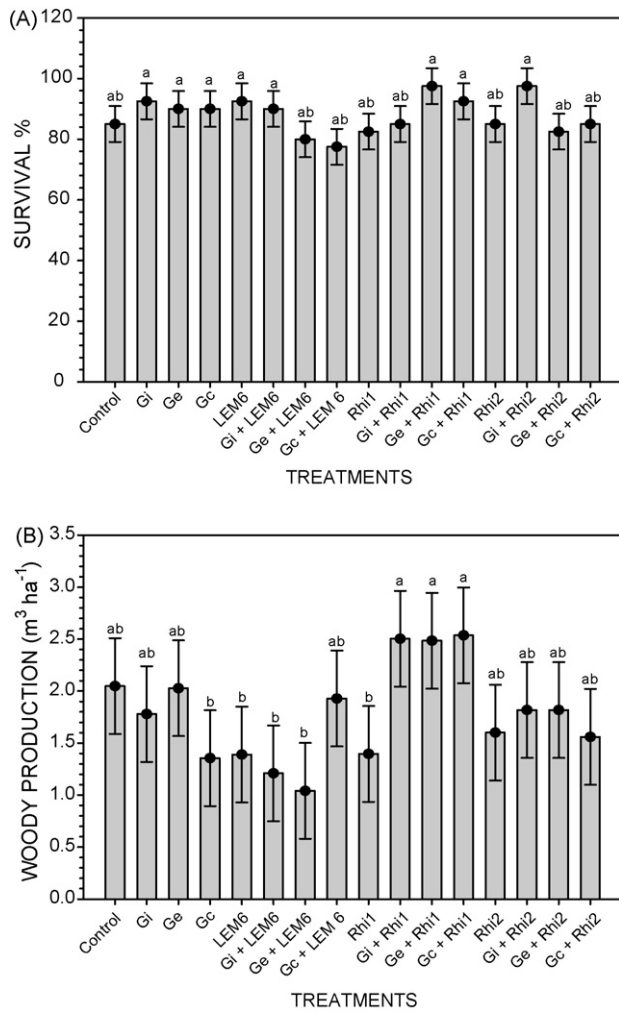 (A)
120
100
80
60
40
20
0
SURVIVAL %
ab
a
a
a
a
a
ab
ab
ab
ab
a
a
ab
a
ab
ab
Control
Gi
Ge
Gc
LEM6
Gi + LEM6
Ge + LEM6
Gc + LEM 6
Rhi1
Gi + Rhi1
Ge + Rhi1
Gc + Rhi1
Rhi2
Gi + Rhi2
Ge + Rhi2
Gc + Rhi2
TREATMENTS
(B)
3.5
3.0
2.5
2.0
1.5
1.0
0.5
0.0
WOODY PRODUCTION (m³ ha⁻¹)
ab
ab
ab
b
b
b
b
ab
b
a
a
a
ab
ab
ab
ab
Control
Gi
Ge
Gc
LEM6
Gi + LEM6
Ge + LEM6
Gc + LEM 6
Rhi1
Gi + Rhi1
Ge + Rhi1
Gc + Rhi1
Rhi2
Gi + Rhi2
Ge + Rhi2
Gc + Rhi2
TREATMENTS